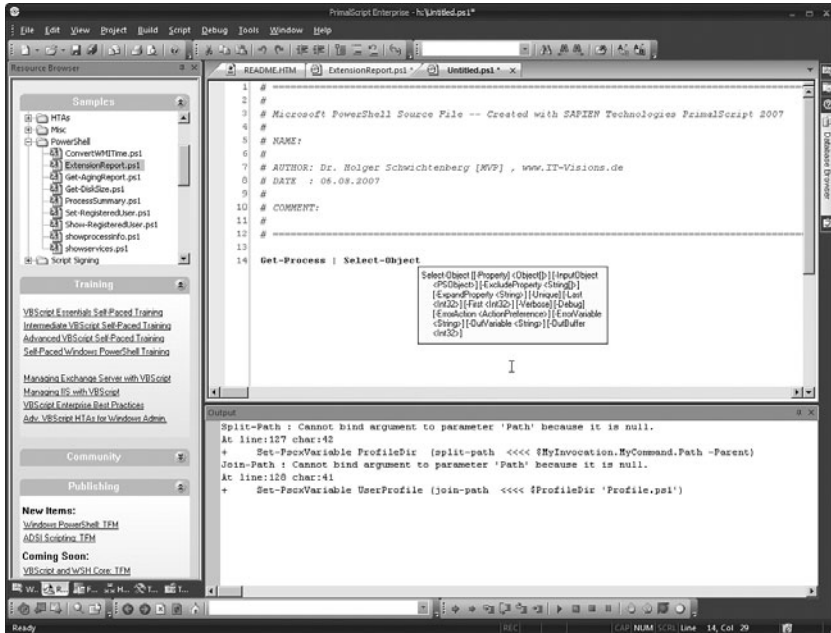 PrimalScript Enterprise - h:\Untitled.ps1*
File Edit View Project Build Script Debug Tools Window Help
Resource Browser
README.HTM ExtensionReport.ps1 * Untitled.ps1 * x
Samples
HTAs
Misc
PowerShell
ConvertWMITime.ps1
ExtensionReport.ps1
Get-AgingReport.ps1
Get-DiskSize.ps1
ProcessSummary.ps1
Set-RegisteredUser.ps1
Show-RegisteredUser.ps1
showprocessinfo.ps1
showservices.ps1
Script Signing
Training
VBScript Essentials Self-Paced Training
Intermediate VBScript Self-Paced Training
Advanced VBScript Self-Paced Training
Self-Paced Windows PowerShell Training
Managing Exchange Server with VBScript
Managing IIS with VBScript
VBScript Enterprise Best Practices
Adv. VBScript HTAs for Windows Admin.
Community
Publishing
New Items:
Windows PowerShell: TFM
ADSI Scripting: TFM
Coming Soon:
VBScript and WSH Core: TFM
W... R... F... H... T... T...
1 # ==========
2 #
3 # Microsoft PowerShell Source File -- Created with SAPIEN Technologies PrimalScript 2007
4 #
5 # NAME:
6 #
7 # AUTHOR: Dr. Holger Schwichtenberg [MVP] , www.IT-Visions.de
8 # DATE : 06.08.2007
9 #
10 # COMMENT:
11 #
12 # ==========
13
14 Get-Process | Select-Object
Select-Object [[-Property] <Object[]>] [-InputObject
<PSObject>] [-ExcludeProperty <String[]>]
[-ExpandProperty <String>] [-Unique] [-Last
<Int32>] [-First <Int32>] [-Verbose] [-Debug]
[-ErrorAction <ActionPreference>] [-ErrorVariable
<String>] [-OutVariable <String>] [-OutBuffer
<Int32>]
Database Browser
Output
Split-Path : Cannot bind argument to parameter 'Path' because it is null.
At line:127 char:42
+ Set-PscxVariable ProfileDir (split-path <<<< $MyInvocation.MyCommand.Path -Parent)
Join-Path : Cannot bind argument to parameter 'Path' because it is null.
At line:128 char:41
+ Set-PscxVariable UserProfile (join-path <<<< $ProfileDir 'Profile.ps1')
Ready
REC CAP NUM SCRL Line 14, Col 29